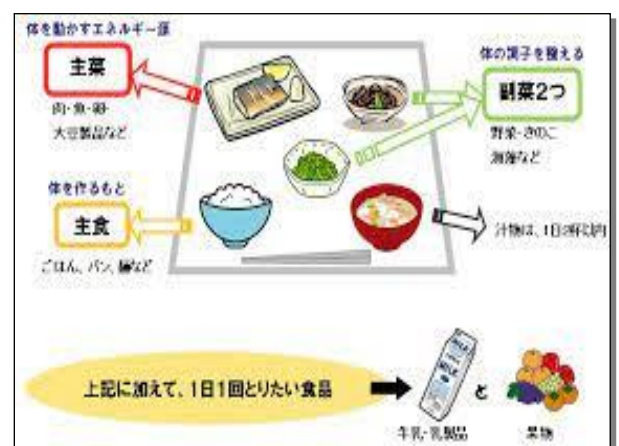 体を動かすエネルギー源
主菜
肉・魚・卵・
大豆製品など
体の調子を整える
副菜2つ
野菜・きのこ
海藻など
体を作るもと
主食
ごはん、パン、麺など
汁物は、1日2杯以内
上記に加えて、1日1回とりたい食品
MILK
MILK
と
牛乳・乳製品
果物